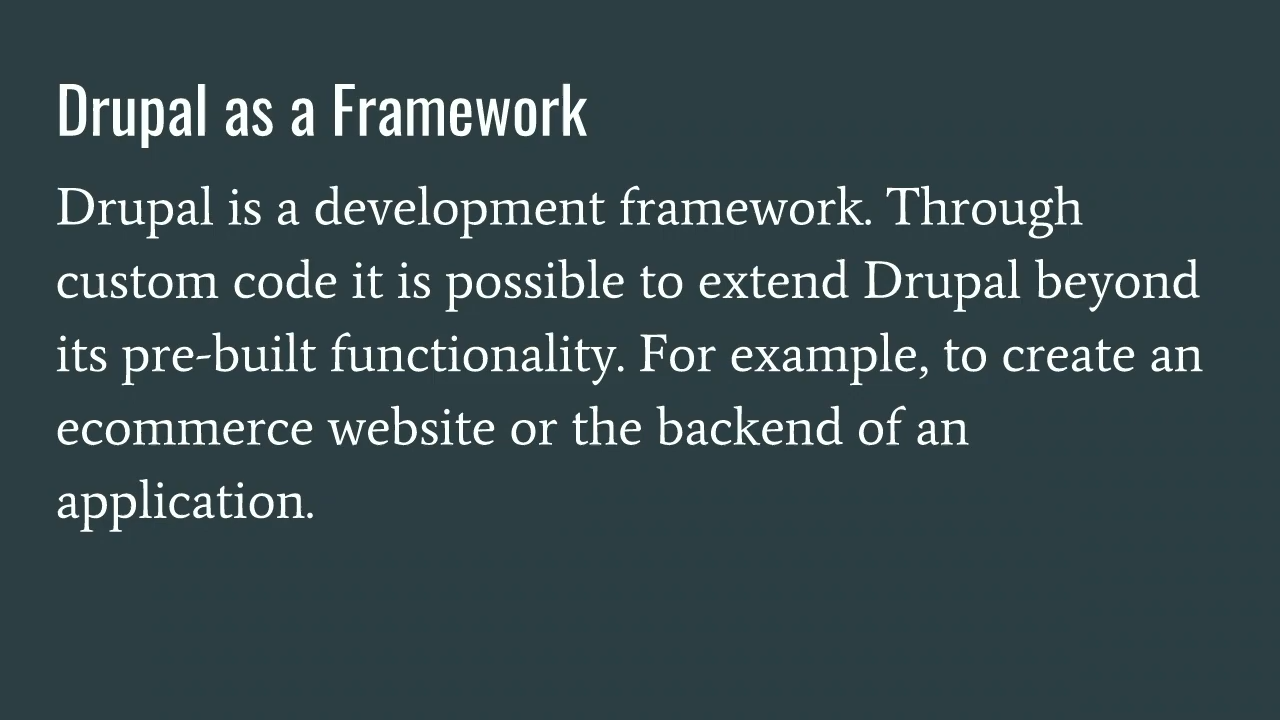 Drupal as a Framework
Drupal is a development framework. Through
custom code it is possible to extend Drupal beyond
its pre-built functionality. For example, to create an
ecommerce website or the backend of an
application.